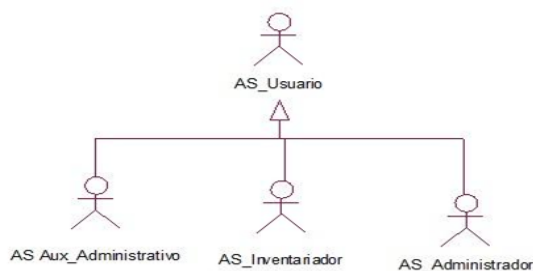 AS_Usuario
AS Aux_Administrativo
AS_Inventariador
AS_Administrador